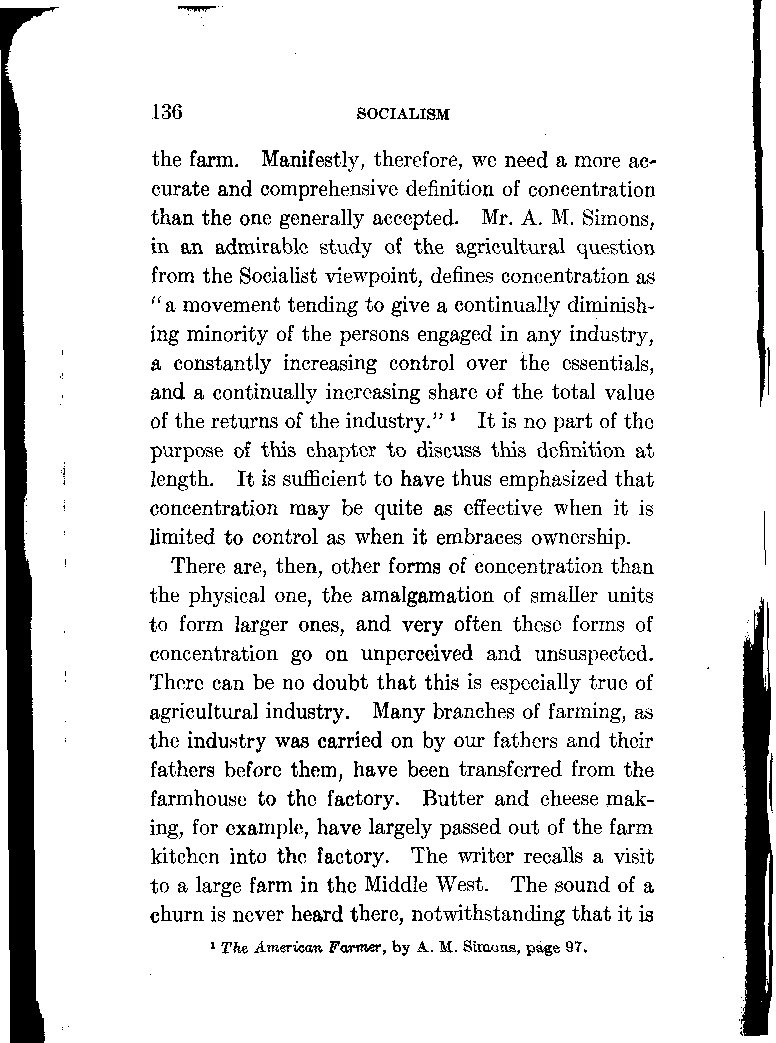 136 SOCIALISM
the farm. Manifestly, therefore, we need a more ac-
curate and comprehensive definition of concentration
than the one generally accepted. Mr. A. M. Simons,
in an admirable study of the agricultural question
from the Socialist viewpoint, defines concentration as
"a movement tending to give a continually diminish-
ing minority of the persons engaged in any industry,
a constantly increasing control over the essentials,
and a continually increasing share of the total value
of the returns of the industry." ¹ It is no part of the
purpose of this chapter to discuss this definition at
length. It is sufficient to have thus emphasized that
concentration may be quite as effective when it is
limited to control as when it embraces ownership.
There are, then, other forms of concentration than
the physical one, the amalgamation of smaller units
to form larger ones, and very often these forms of
concentration go on unperceived and unsuspected.
There can be no doubt that this is especially true of
agricultural industry. Many branches of farming, as
the industry was carried on by our fathers and their
fathers before them, have been transferred from the
farmhouse to the factory. Butter and cheese mak-
ing, for example, have largely passed out of the farm
kitchen into the factory. The writer recalls a visit
to a large farm in the Middle West. The sound of a
churn is never heard there, notwithstanding that it is
¹ The American Farmer, by A. M. Simons, page 97.